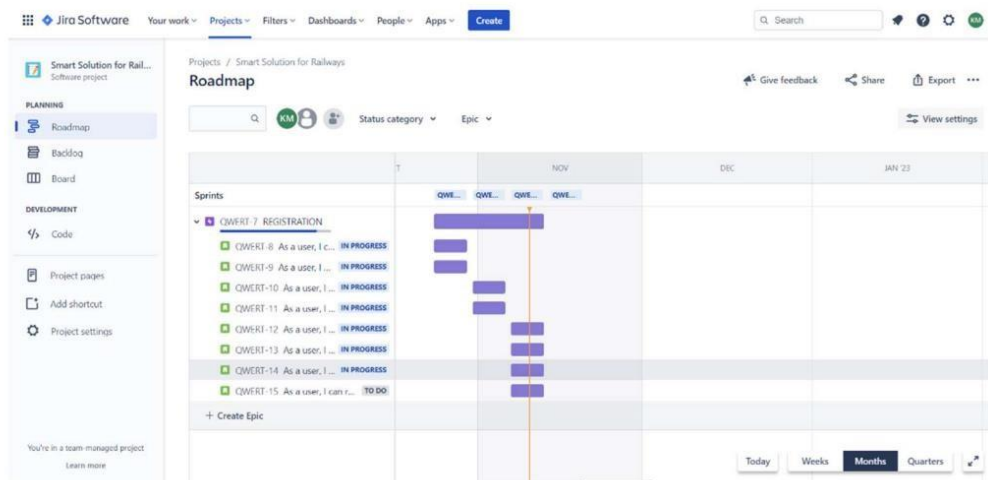 Jira Software Your work Projects Filters Dashboards People Apps Create Search KM
Smart Solution for Rail...
Software project
PLANNING
Roadmap
Backlog
Board
DEVELOPMENT
Code
Project pages
Add shortcut
Project settings
You're in a team-managed project
Learn more
Projects / Smart Solution for Railways
Roadmap
Give feedback Share Export
KM Status category Epic View settings
T NOV DEC JAN '23
Sprints QWE... QWE... QWE... QWE...
QWERT-7 REGISTRATION
QWERT-8 As a user, I c... IN PROGRESS
QWERT-9 As a user, I ... IN PROGRESS
QWERT-10 As a user, I ... IN PROGRESS
QWERT-11 As a user, I ... IN PROGRESS
QWERT-12 As a user, I ... IN PROGRESS
QWERT-13 As a user, I ... IN PROGRESS
QWERT-14 As a user, I ... IN PROGRESS
QWERT-15 As a user, I can r... TO DO
+ Create Epic
Today Weeks Months Quarters